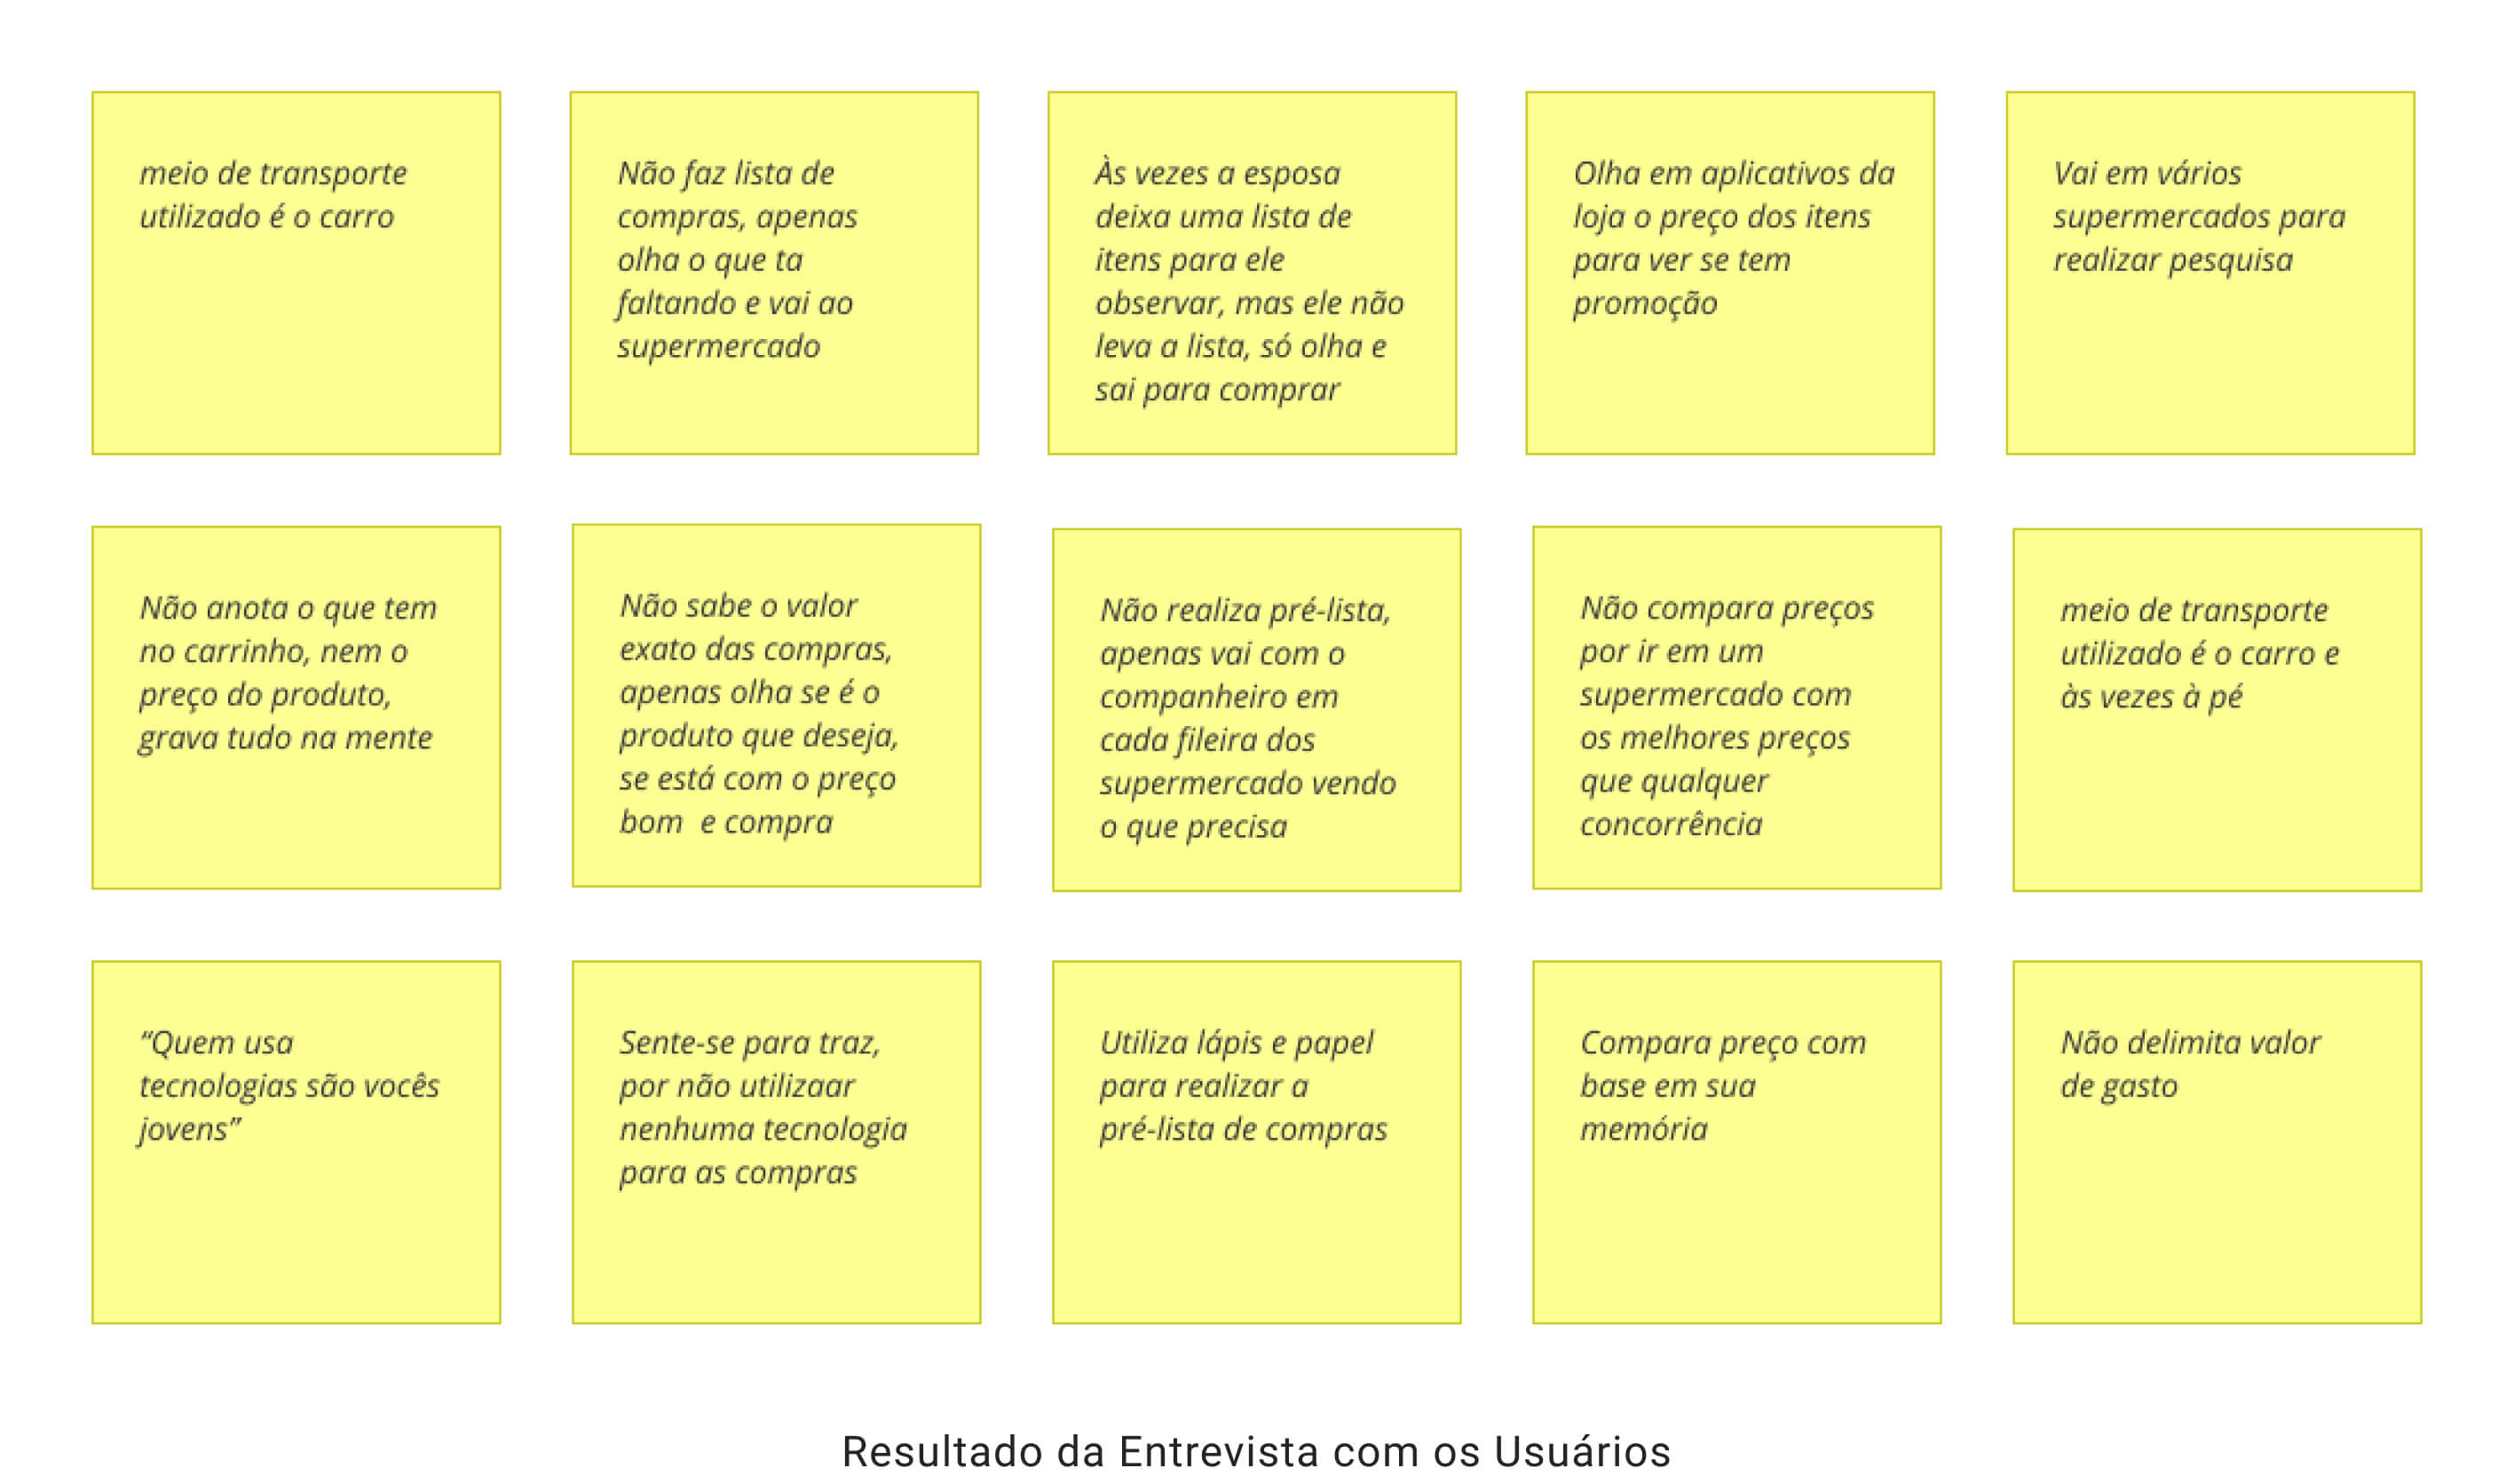 meio de transporte
utilizado é o carro
Não faz lista de
compras, apenas
olha o que ta
faltando e vai ao
supermercado
Às vezes a esposa
deixa uma lista de
itens para ele
observar, mas ele não
leva a lista, só olha e
sai para comprar
Olha em aplicativos da
loja o preço dos itens
para ver se tem
promoção
Vai em vários
supermercados para
realizar pesquisa
Não anota o que tem
no carrinho, nem o
preço do produto,
grava tudo na mente
Não sabe o valor
exato das compras,
apenas olha se é o
produto que deseja,
se está com o preço
bom  e compra
Não realiza pré-lista,
apenas vai com o
companheiro em
cada fileira dos
supermercado vendo
o que precisa
Não compara preços
por ir em um
supermercado com
os melhores preços
que qualquer
concorrência
meio de transporte
utilizado é o carro e
às vezes à pé
“Quem usa
tecnologias são vocês
jovens”
Sente-se para traz,
por não utilizaar
nenhuma tecnologia
para as compras
Utiliza lápis e papel
para realizar a
pré-lista de compras
Compara preço com
base em sua
memória
Não delimita valor
de gasto
Resultado da Entrevista com os Usuários